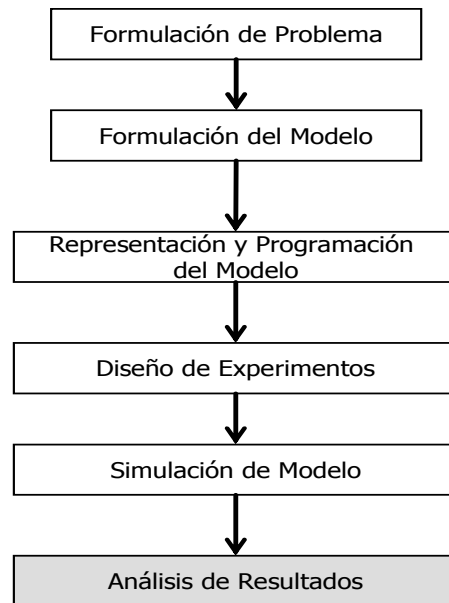 Formulación de Problema
Formulación del Modelo
Representación y Programación
del Modelo
Diseño de Experimentos
Simulación de Modelo
Análisis de Resultados